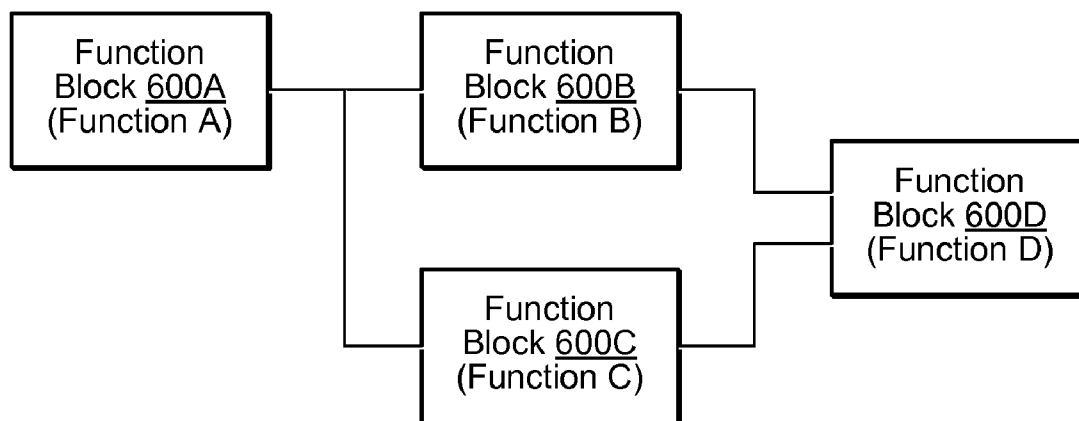 Function
Block 600A
(Function A)
Function
Block 600B
(Function B)
Function
Block 600C
(Function C)
Function
Block 600D
(Function D)